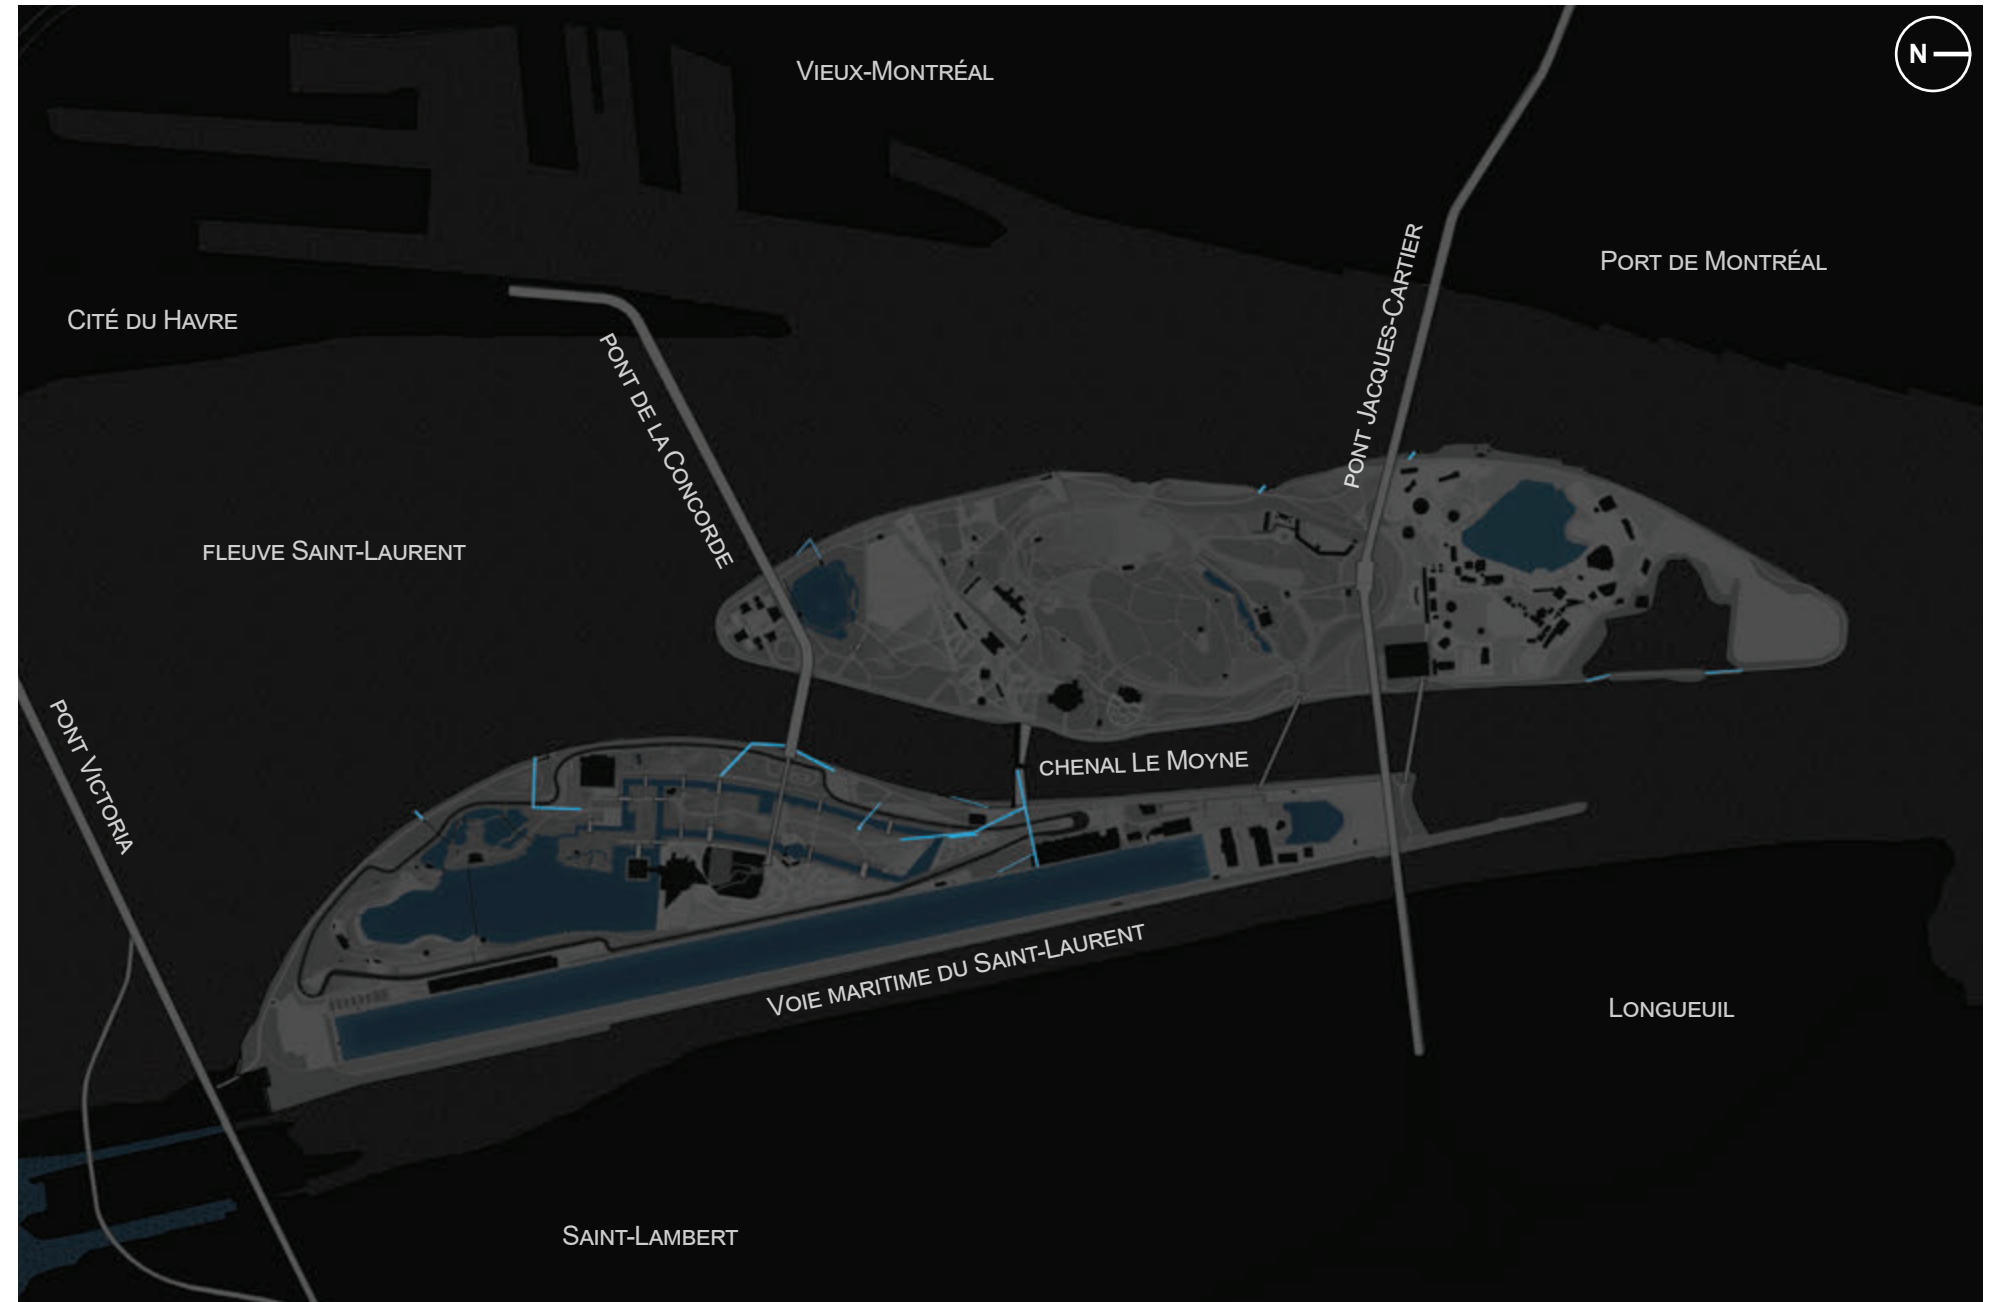 VIEUX-MONTRÉAL
N
PORT DE MONTRÉAL
CITÉ DU HAVRE
PONT DE LA CONCORDE
PONT JACQUES-CARTIER
FLEUVE SAINT-LAURENT
PONT VICTORIA
CHENAL LE MOYNE
VOIE MARITIME DU SAINT-LAURENT
LONGUEUIL
SAINT-LAMBERT